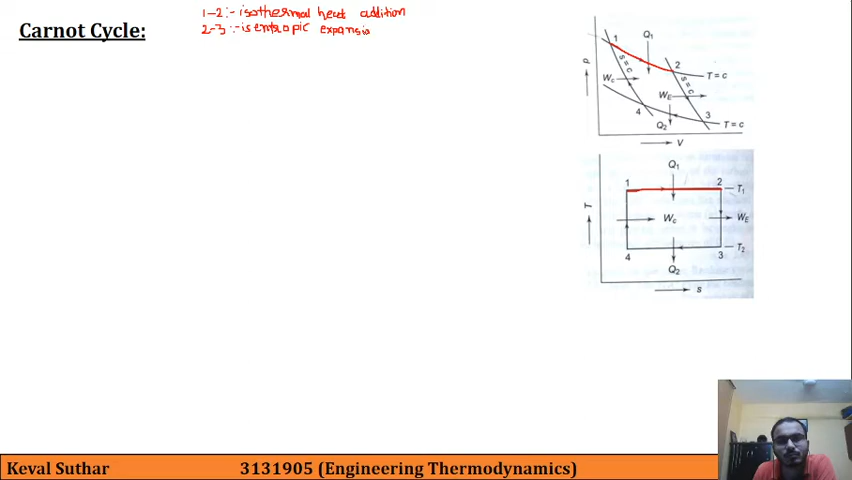 1-2:- isothermal heat addition
Carnot Cycle:
2-3:- isentropic expansio
1
Q1
2
T = c
s = c
s = c
Wc
WE
P
4
3
Q2
T = c
V
Q1
1
2
T1
T
Wc
WE
T2
4
3
Q2
s
Keval Suthar
3131905 (Engineering Thermodynamics)